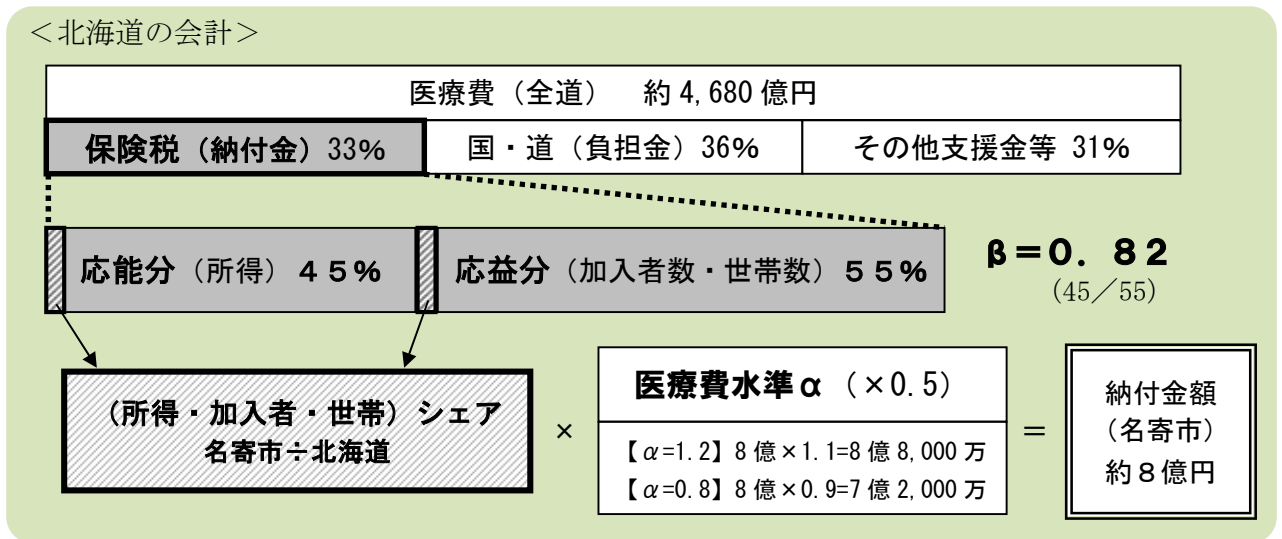 ＜北海道の会計＞
医療費（全道）　約 4,680 億円
保険税（納付金）33%
国・道（負担金）36%
その他支援金等 31%
応能分（所得）４５%
応益分（加入者数・世帯数）５５%
β＝０．８２
（45／55）
（所得・加入者・世帯）シェア
名寄市÷北海道
×
医療費水準α（×0.5）
【α=1.2】8 億×1.1=8 億 8,000 万
【α=0.8】8 億×0.9=7 億 2,000 万
＝
納付金額
（名寄市）
約８億円